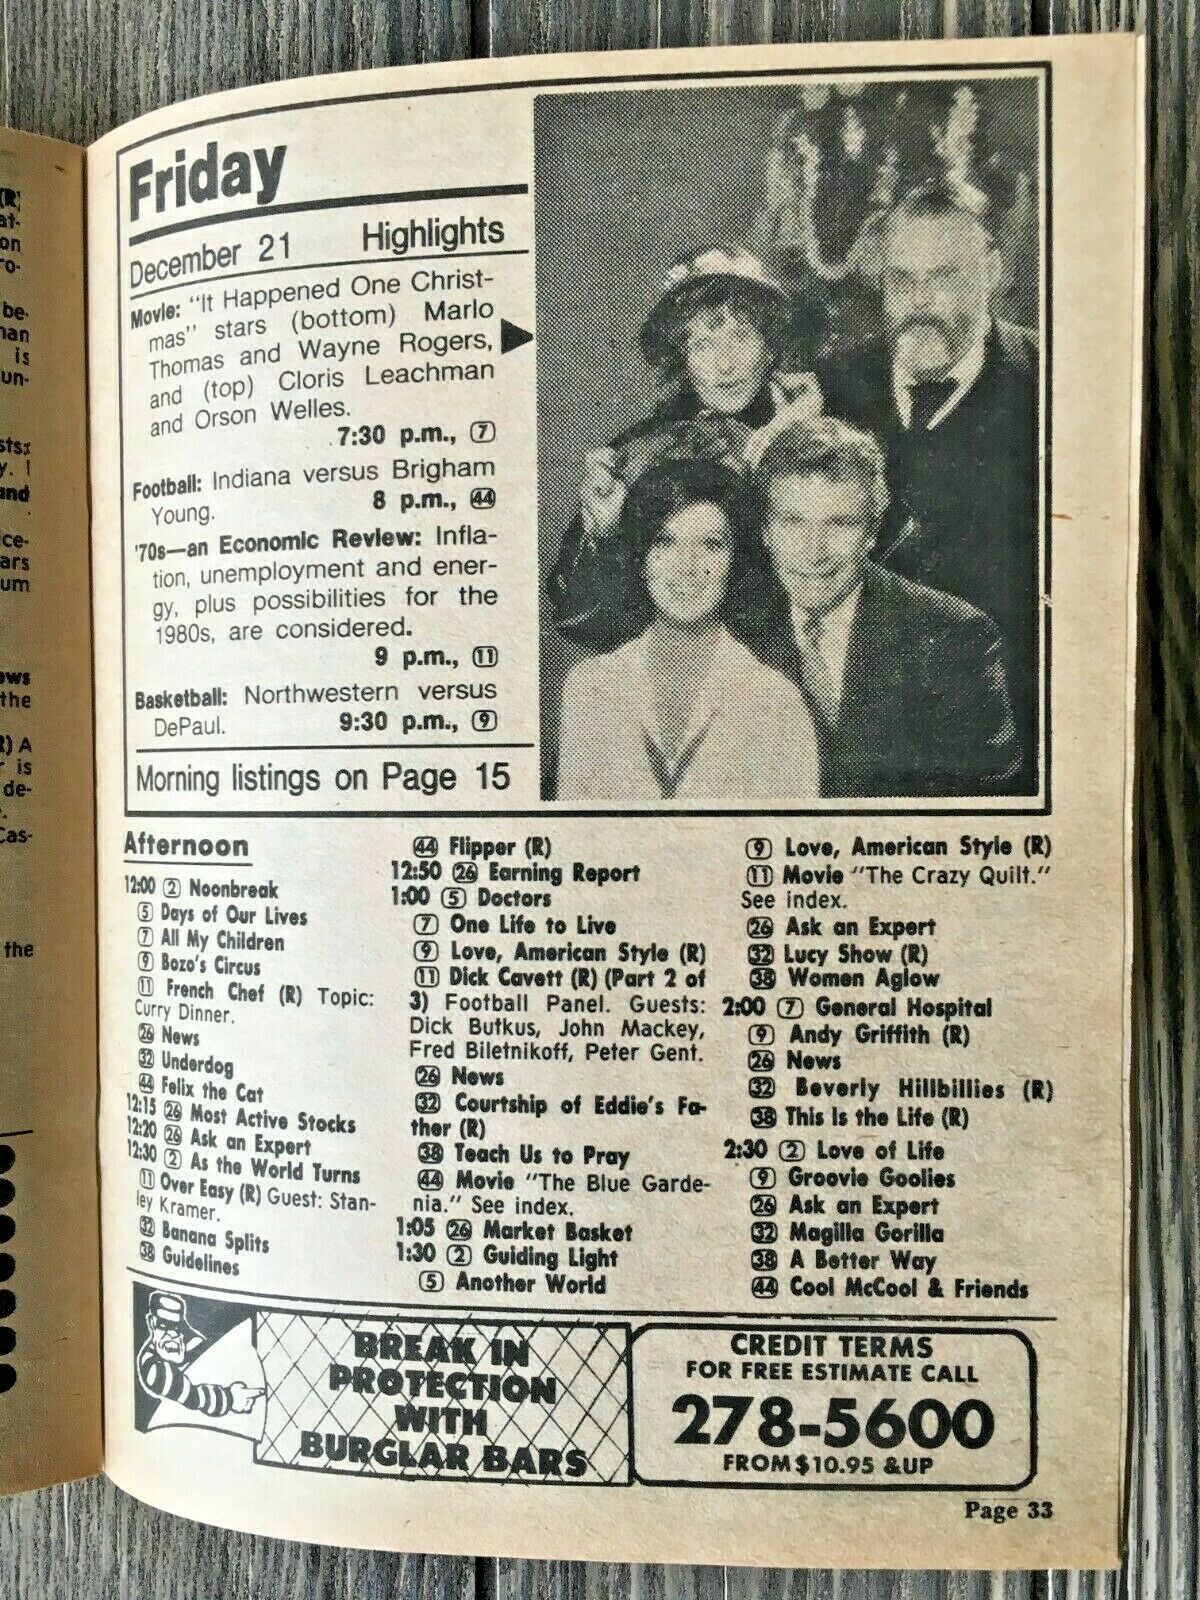 Friday
December 21 Highlights
Movie: "It Happened One Christ-
mas" stars (bottom) Marlo
Thomas and Wayne Rogers,
and (top) Cloris Leachman
and Orson Welles.
7:30 p.m., 7
Football: Indiana versus Brigham
Young. 8 p.m., 44
'70s—an Economic Review: Infla-
tion, unemployment and ener-
gy, plus possibilities for the
1980s, are considered.
9 p.m., 11
Basketball: Northwestern versus
DePaul. 9:30 p.m., 9
Morning listings on Page 15
Afternoon
12:00 2 Noonbreak
5 Days of Our Lives
7 All My Children
9 Bozo's Circus
11 French Chef (R) Topic:
Curry Dinner.
26 News
32 Underdog
44 Felix the Cat
12:15 26 Most Active Stocks
12:20 26 Ask an Expert
12:30 2 As the World Turns
11 Over Easy (R) Guest: Stan-
ley Kramer.
32 Banana Splits
38 Guidelines
44 Flipper (R)
12:50 26 Earning Report
1:00 5 Doctors
7 One Life to Live
9 Love, American Style (R)
11 Dick Cavett (R) (Part 2 of
3) Football Panel. Guests:
Dick Butkus, John Mackey,
Fred Biletnikoff, Peter Gent.
26 News
32 Courtship of Eddie's Fa-
ther (R)
38 Teach Us to Pray
44 Movie "The Blue Garde-
nia." See index.
1:05 26 Market Basket
1:30 2 Guiding Light
5 Another World
9 Love, American Style (R)
11 Movie "The Crazy Quilt."
See index.
26 Ask an Expert
32 Lucy Show (R)
38 Women Aglow
2:00 7 General Hospital
9 Andy Griffith (R)
26 News
32 Beverly Hillbillies (R)
38 This Is the Life (R)
2:30 2 Love of Life
9 Groovie Goolies
26 Ask an Expert
32 Magilla Gorilla
38 A Better Way
44 Cool McCool & Friends
BREAK IN
PROTECTION
WITH
BURGLAR BARS
CREDIT TERMS
FOR FREE ESTIMATE CALL
278-5600
FROM $10.95 & UP
Page 33